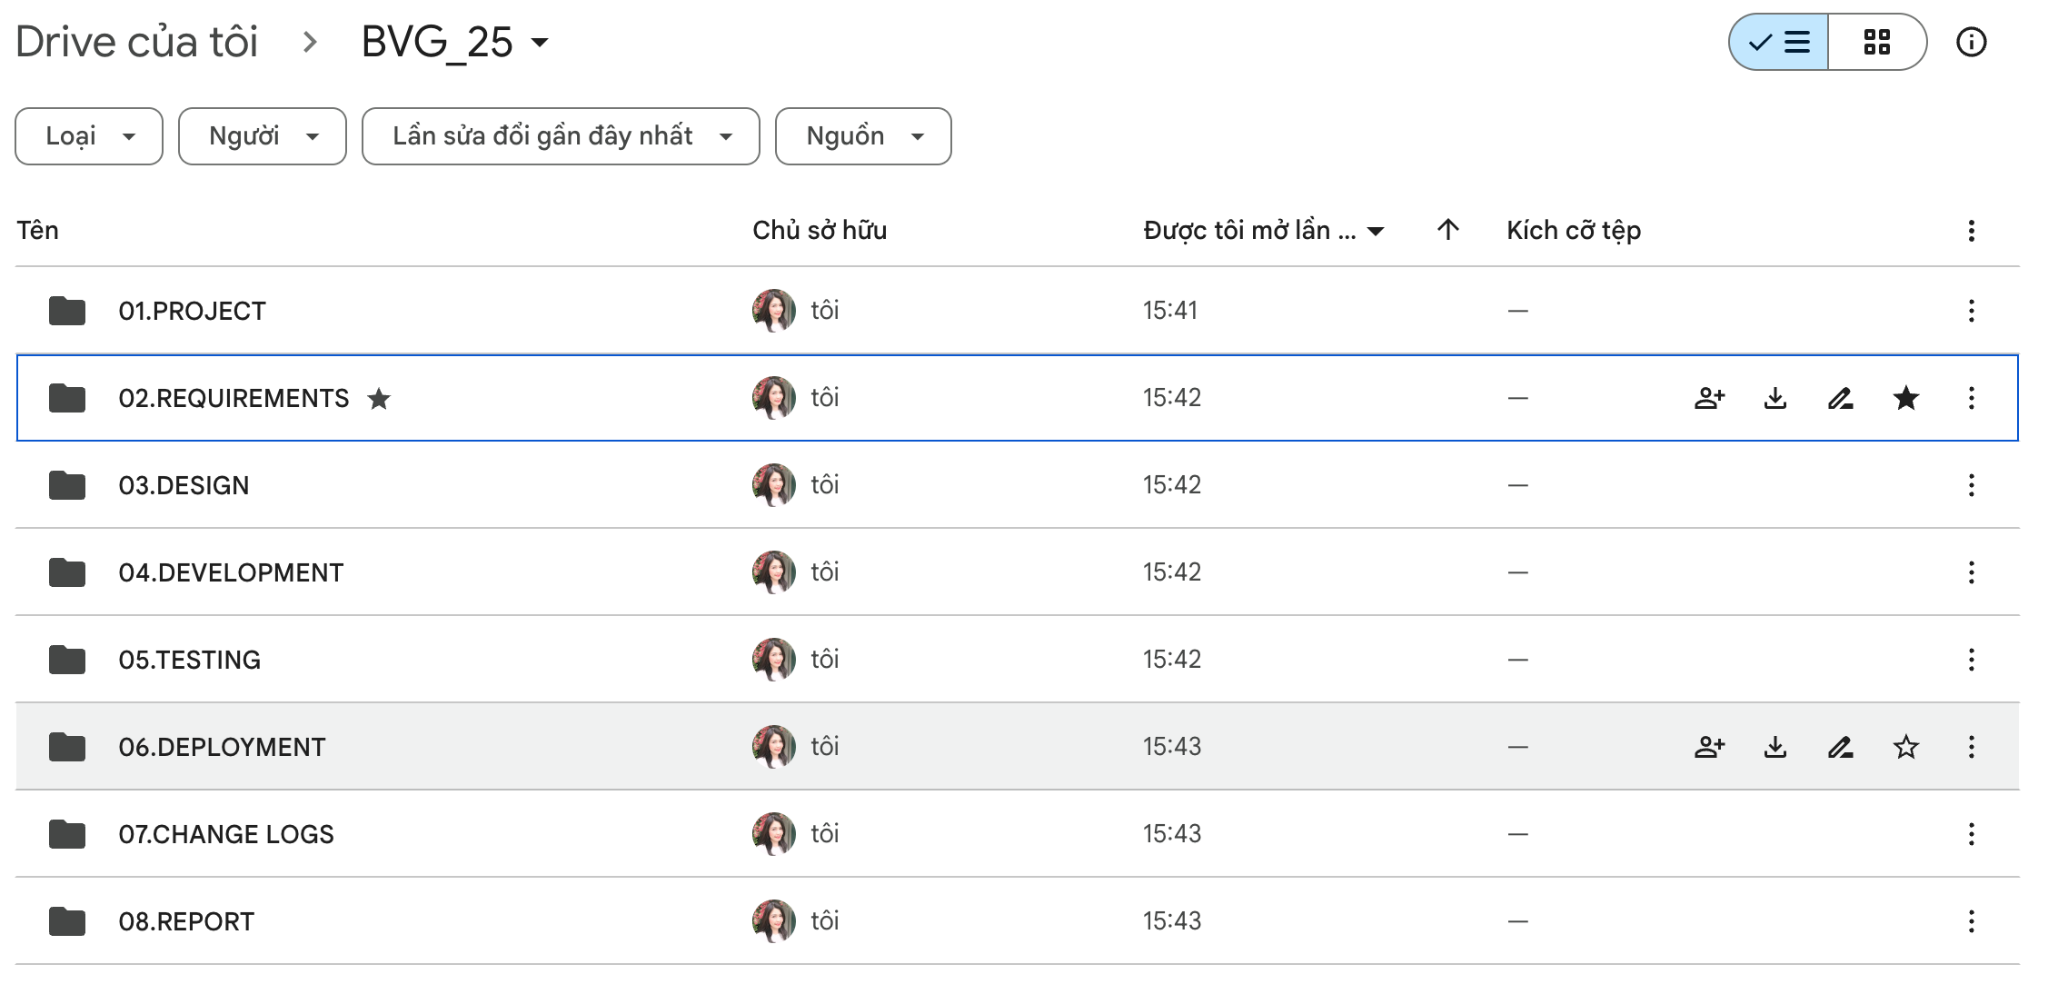 Drive của tôi > BVG_25
Loại Người Lần sửa đổi gần đây nhất Nguồn
Tên Chủ sở hữu Được tôi mở lần ... Kích cỡ tệp
01.PROJECT tôi 15:41 —
02.REQUIREMENTS tôi 15:42 —
03.DESIGN tôi 15:42 —
04.DEVELOPMENT tôi 15:42 —
05.TESTING tôi 15:42 —
06.DEPLOYMENT tôi 15:43 —
07.CHANGE LOGS tôi 15:43 —
08.REPORT tôi 15:43 —